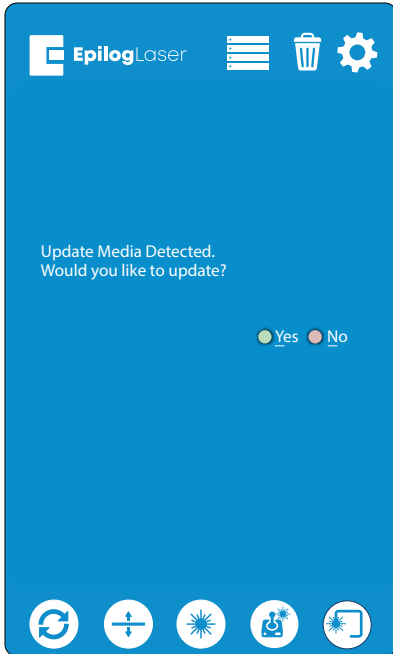 EpilogLaser
Update Media Detected.
Would you like to update?
Yes No